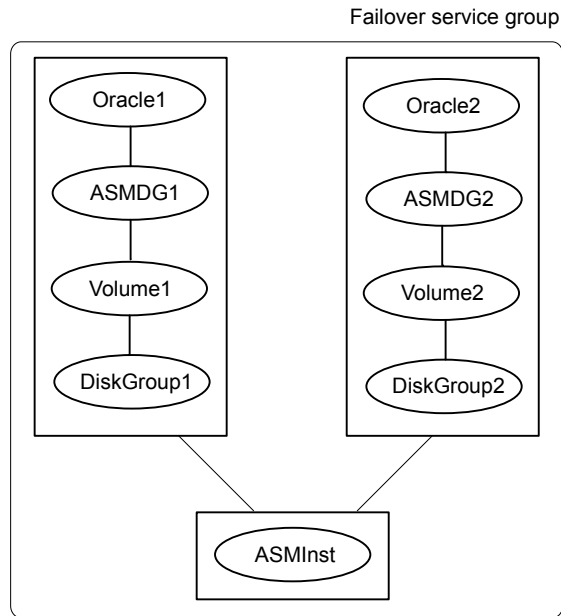 Failover service group
Oracle1
ASMDG1
Volume1
DiskGroup1
Oracle2
ASMDG2
Volume2
DiskGroup2
ASMInst